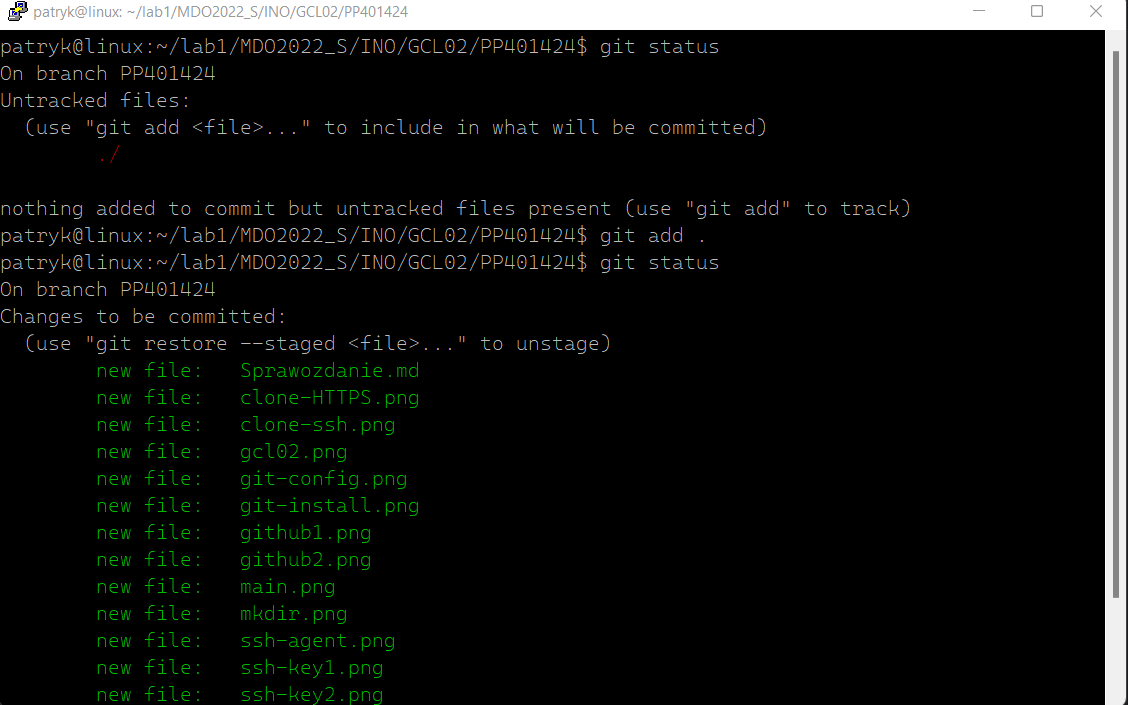 patryk@linux: ~/lab1/MDO2022_S/INO/GCL02/PP401424
patryk@linux:~/lab1/MDO2022_S/INO/GCL02/PP401424$ git status
On branch PP401424
Untracked files:
  (use "git add <file>..." to include in what will be committed)
        ./

nothing added to commit but untracked files present (use "git add" to track)
patryk@linux:~/lab1/MDO2022_S/INO/GCL02/PP401424$ git add .
patryk@linux:~/lab1/MDO2022_S/INO/GCL02/PP401424$ git status
On branch PP401424
Changes to be committed:
  (use "git restore --staged <file>..." to unstage)
        new file:   Sprawozdanie.md
        new file:   clone-HTTPS.png
        new file:   clone-ssh.png
        new file:   gcl02.png
        new file:   git-config.png
        new file:   git-install.png
        new file:   github1.png
        new file:   github2.png
        new file:   main.png
        new file:   mkdir.png
        new file:   ssh-agent.png
        new file:   ssh-key1.png
        new file:   ssh-key2.png